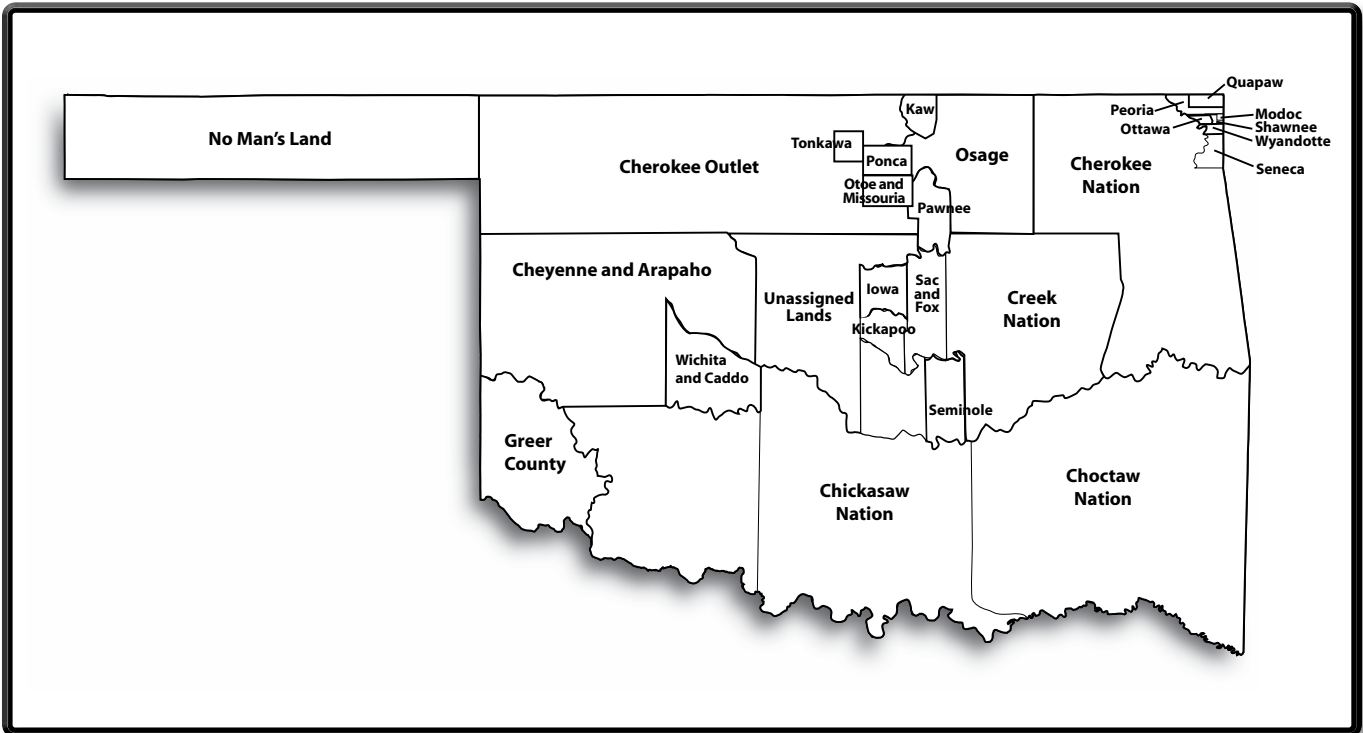 Quapaw
Kaw
Peoria
Modoc
Ottawa
Shawnee
No Man's Land
Tonkawa
Wyandotte
Osage
Ponca
Cherokee Outlet
Cherokee
Nation
Seneca
Otoe and
Missouria
Pawnee
Cheyenne and Arapaho
Unassigned
Lands
Iowa
Sac
and
Fox
Creek
Nation
Kickapoo
Wichita
and Caddo
Seminole
Greer
County
Chickasaw
Nation
Choctaw
Nation